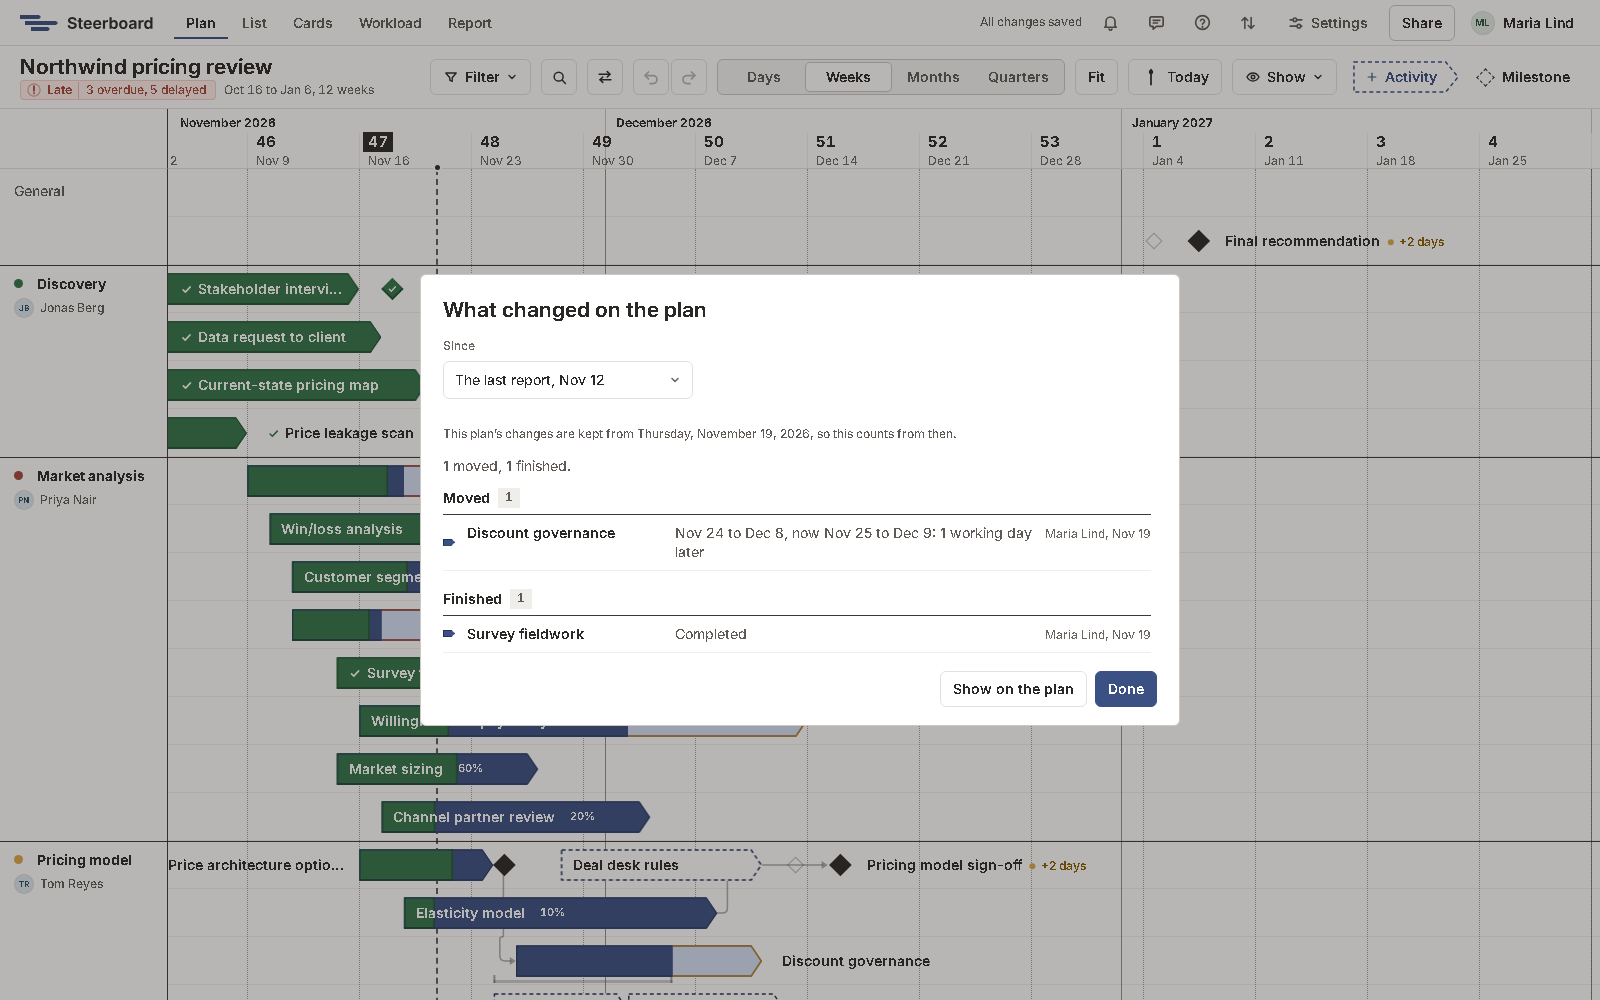 Steerboard
Plan
List
Cards
Workload
Report
All changes saved
Settings
Share
ML
Maria Lind
Northwind pricing review
Late
3 overdue, 5 delayed
Oct 16 to Jan 6, 12 weeks
Filter
Days
Weeks
Months
Quarters
Fit
Today
Show
+ Activity
Milestone
November 2026
December 2026
January 2027
46
47
48
49
50
51
52
53
1
2
3
4
2
Nov 9
Nov 16
Nov 23
Nov 30
Dec 7
Dec 14
Dec 21
Dec 28
Jan 4
Jan 11
Jan 18
Jan 25
General
Final recommendation
+2 days
Discovery
JB
Jonas Berg
Stakeholder intervi...
Data request to client
Current-state pricing map
Price leakage scan
Market analysis
PN
Priya Nair
Win/loss analysis
Customer segme
Survey
Willing
Market sizing
60%
Channel partner review
20%
What changed on the plan
Since
The last report, Nov 12
This plan's changes are kept from Thursday, November 19, 2026, so this counts from then.
1 moved, 1 finished.
Moved
1
Discount governance
Nov 24 to Dec 8, now Nov 25 to Dec 9: 1 working day
later
Maria Lind, Nov 19
Finished
1
Survey fieldwork
Completed
Maria Lind, Nov 19
Show on the plan
Done
Pricing model
TR
Tom Reyes
Price architecture optio...
Deal desk rules
Pricing model sign-off
+2 days
Elasticity model
10%
Discount governance